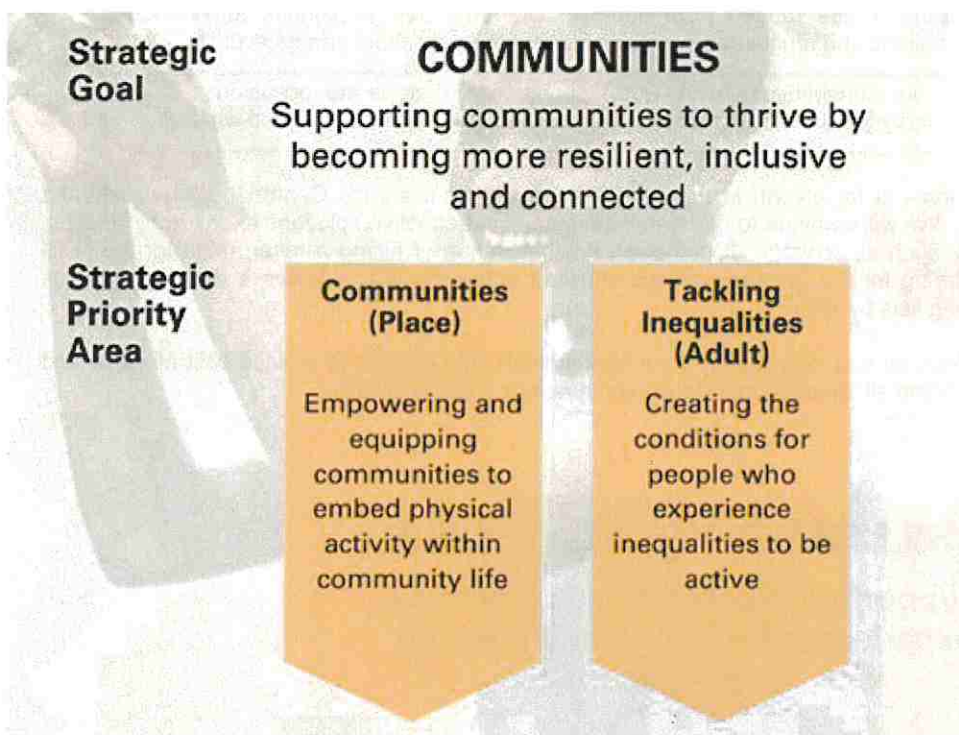 Strategic
Goal
COMMUNITIES
Supporting communities to thrive by
becoming more resilient, inclusive
and connected
Strategic
Priority
Area
Communities
(Place)
Empowering and
equipping
communities to
embed physical
activity within
community life
Tackling
Inequalities
(Adult)
Creating the
conditions for
people who
experience
inequalities to be
active